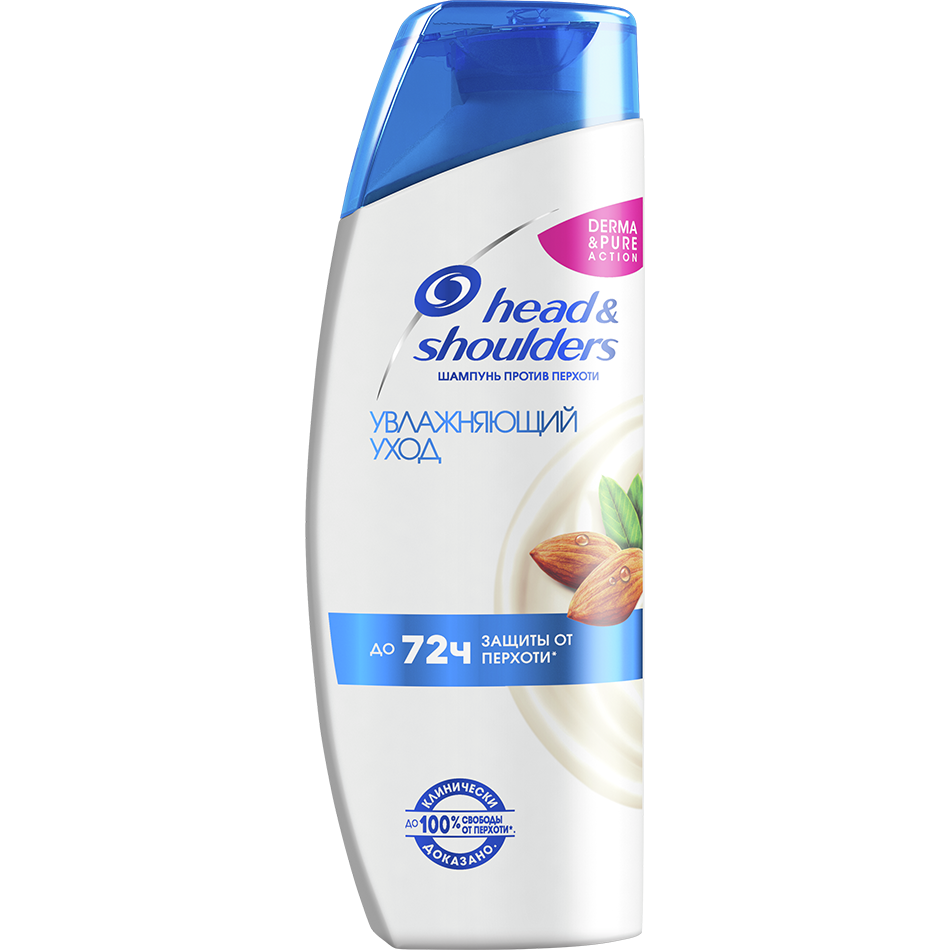 DERMA
&PURE
ACTION
head&
shoulders
ШАМПУНЬ ПРОТИВ ПЕРХОТИ
УВЛАЖНЯЮЩИЙ
УХОД
ДО 72Ч ЗАЩИТЫ ОТ
ПЕРХОТИ*
КЛИНИЧЕСКИ
ДО 100% СВОБОДЫ
ОТ ПЕРХОТИ*.
ДОКАЗАНО.